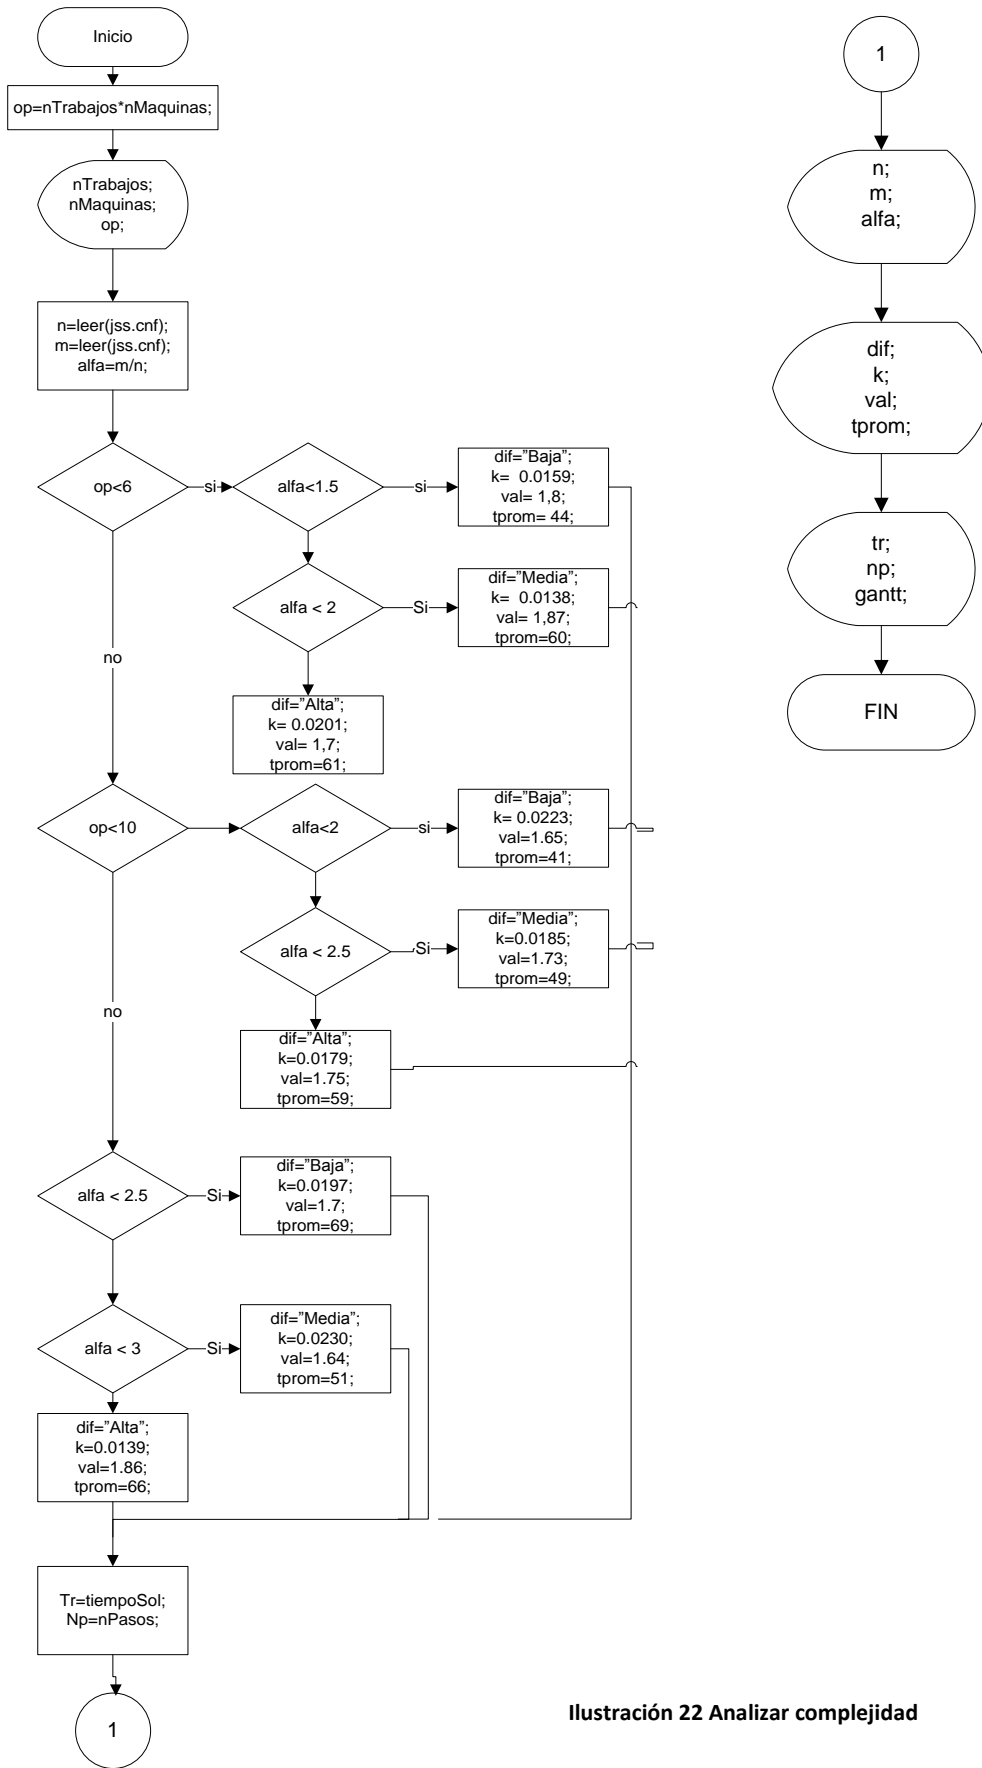 Inicio
op=nTrabajos*nMaquinas;
nTrabajos;
nMaquinas;
op;
n=leer(jss.cnf);
m=leer(jss.cnf);
alfa=m/n;
op<6
si
alfa<1.5
si
dif=”Baja”;
k= 0.0159;
val= 1,8;
tprom= 44;
alfa < 2
Si
dif=”Media”;
k= 0.0138;
val= 1,87;
tprom=60;
dif=”Alta”;
k= 0.0201;
val= 1,7;
tprom=61;
no
op<10
alfa<2
si
dif=”Baja”;
k= 0.0223;
val=1.65;
tprom=41;
alfa < 2.5
Si
dif=”Media”;
k=0.0185;
val=1.73;
tprom=49;
dif=”Alta”;
k=0.0179;
val=1.75;
tprom=59;
no
alfa < 2.5
Si
dif=”Baja”;
k=0.0197;
val=1.7;
tprom=69;
alfa < 3
Si
dif=”Media”;
k=0.0230;
val=1.64;
tprom=51;
dif=”Alta”;
k=0.0139;
val=1.86;
tprom=66;
Tr=tiempoSol;
Np=nPasos;
1
1
n;
m;
alfa;
dif;
k;
val;
tprom;
tr;
np;
gantt;
FIN
Ilustración 22 Analizar complejidad